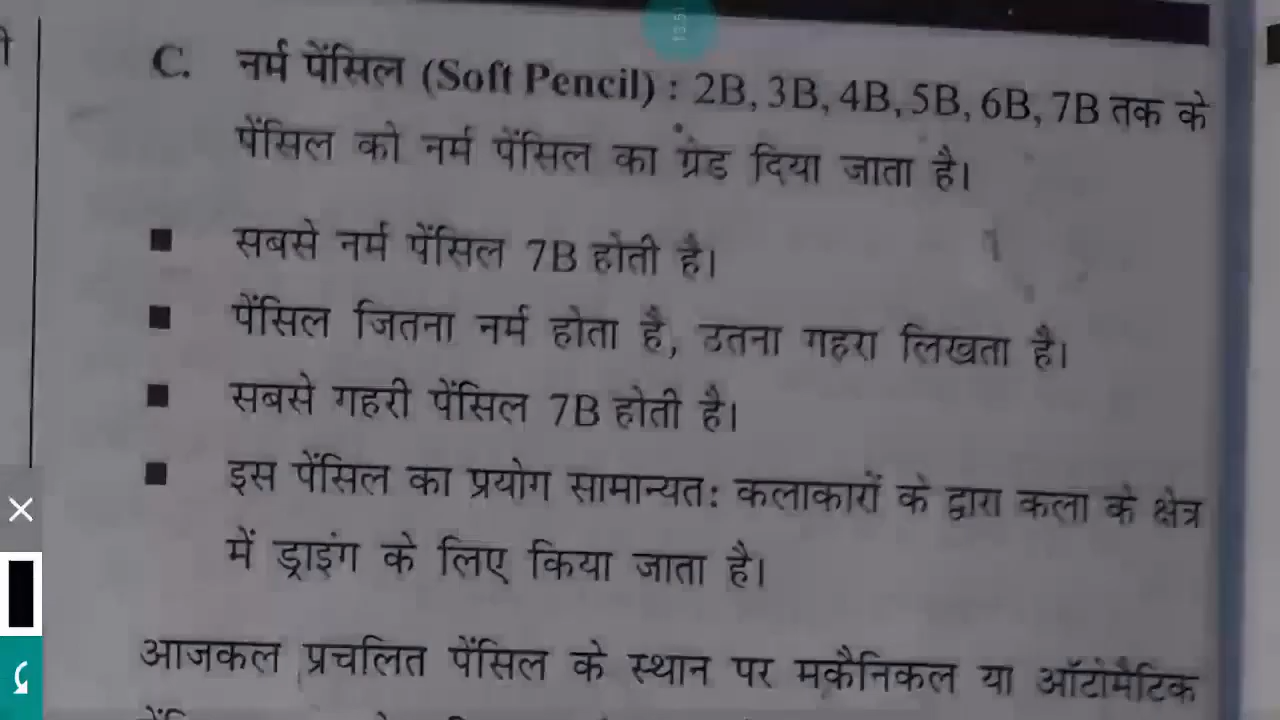 C. नर्म पेंसिल (Soft Pencil) : 2B, 3B, 4B, 5B, 6B, 7B तक के
पेंसिल को नर्म पेंसिल का ग्रेड दिया जाता है।
■ सबसे नर्म पेंसिल 7B होती है।
■ पेंसिल जितना नर्म होता है, उतना गहरा लिखता है।
■ सबसे गहरी पेंसिल 7B होती है।
■ इस पेंसिल का प्रयोग सामान्यत: कलाकारों के द्वारा कला के क्षेत्र
में ड्राइंग के लिए किया जाता है।
आजकल प्रचलित पेंसिल के स्थान पर मकैनिकल या ऑटोमैटिक